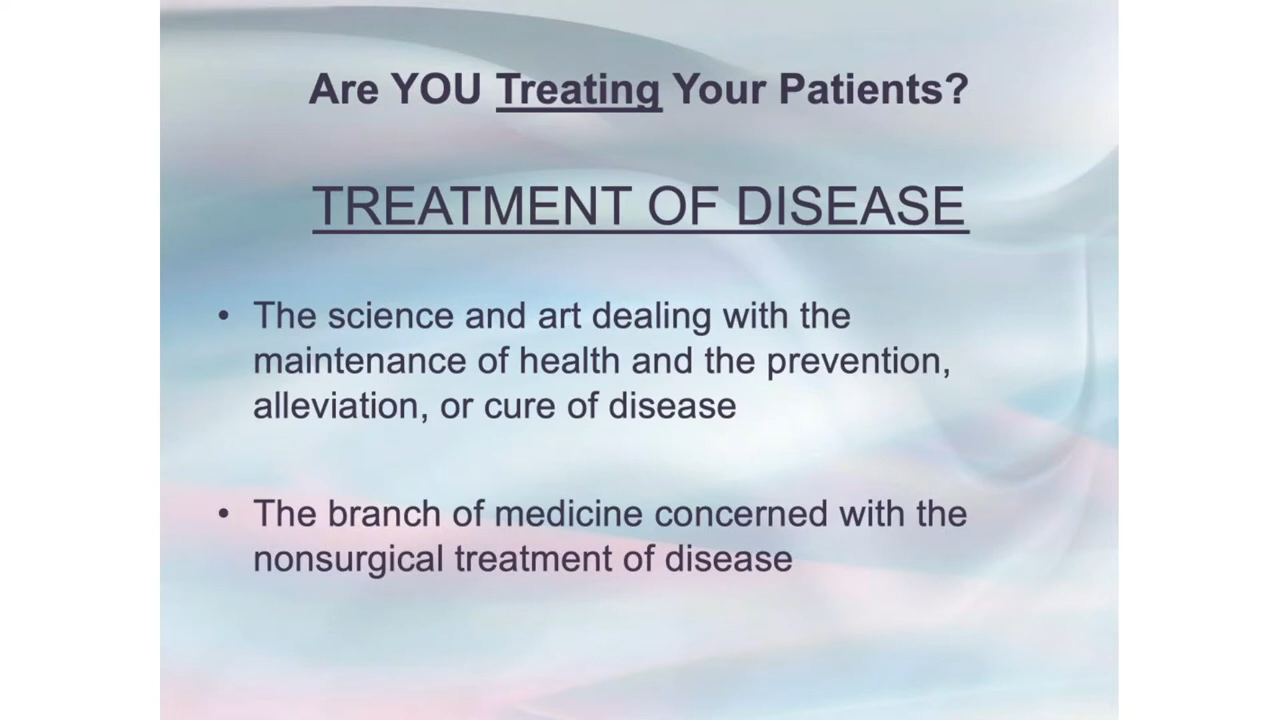 Are YOU Treating Your Patients?
TREATMENT OF DISEASE
• The science and art dealing with the
maintenance of health and the prevention,
alleviation, or cure of disease
• The branch of medicine concerned with the
nonsurgical treatment of disease